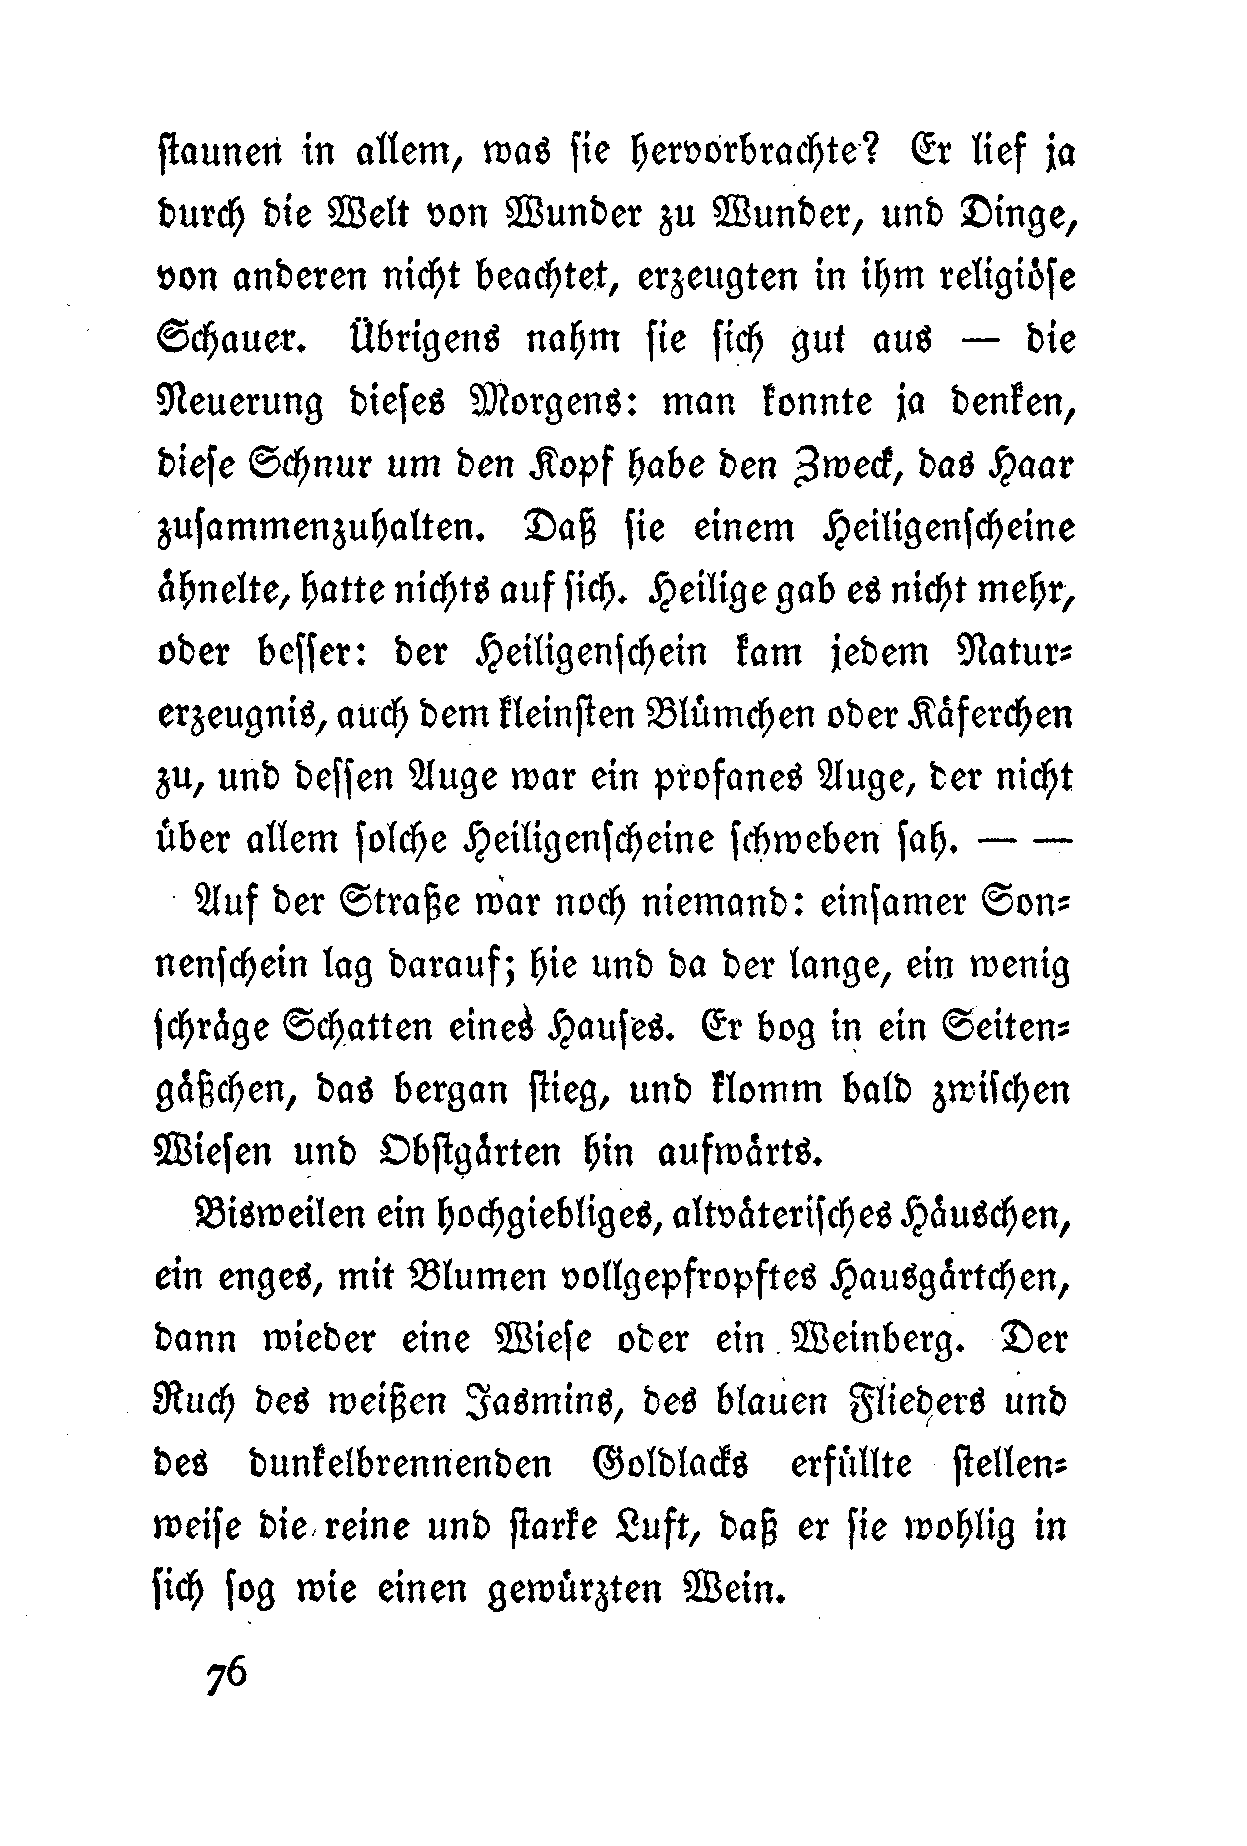 ſtaunen in allem, was ſie hervorbrachte? Er lief ja
durch die Welt von Wunder zu Wunder, und Dinge,
von anderen nicht beachtet, erzeugten in ihm religiöſe
Schauer. Übrigens nahm ſie ſich gut aus — die
Neuerung dieſes Morgens: man konnte ja denken,
dieſe Schnur um den Kopf habe den Zweck, das Haar
zuſammenzuhalten. Daß ſie einem Heiligenſcheine
ähnelte, hatte nichts auf ſich. Heilige gab es nicht mehr,
oder beſſer: der Heiligenſchein kam jedem Natur⸗
erzeugnis, auch dem kleinſten Blümchen oder Käferchen
zu, und deſſen Auge war ein profanes Auge, der nicht
über allem ſolche Heiligenſcheine ſchweben ſah. — —
Auf der Straße war noch niemand: einſamer Son⸗
nenſchein lag darauf; hie und da der lange, ein wenig
ſchräge Schatten eines Hauſes. Er bog in ein Seiten⸗
gäßchen, das bergan ſtieg, und klomm bald zwiſchen
Wieſen und Obſtgärten hin aufwärts.
Bisweilen ein hochgiebliges, altväteriſches Häuschen,
ein enges, mit Blumen vollgepfropftes Hausgärtchen,
dann wieder eine Wieſe oder ein Weinberg. Der
Ruch des weißen Jasmins, des blauen Flieders und
des dunkelbrennenden Goldlacks erfüllte ſtellen⸗
weiſe die reine und ſtarke Luft, daß er ſie wohlig in
ſich ſog wie einen gewürzten Wein.
76